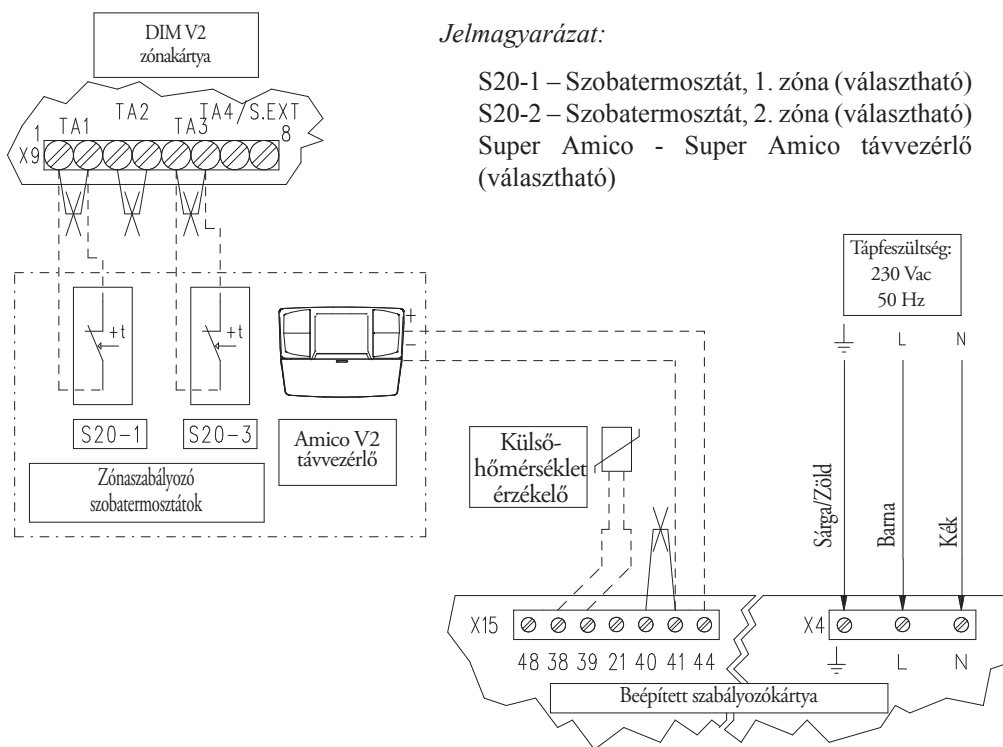 DIM V2
zónakártya
Jelmagyarázat:
S20-1 – Szobatermosztát, 1. zóna (választható)
S20-2 – Szobatermosztát, 2. zóna (választható)
Super Amico - Super Amico távvezérlő
(választható)
1 TA1 TA2 TA3 TA4/S.EXT 8
X9
+t
+t
+
-
S20-1
S20-3
Amico V2
távvezérlő
Zónaszabályozó
szobatermosztátok
Külső-
hőmérséklet
érzékelő
Tápfeszültség:
230 Vac
50 Hz
L N
Sárga/Zöld
Barna
Kék
X15
48 38 39 21 40 41 44
X4
L N
Beépített szabályozókártya